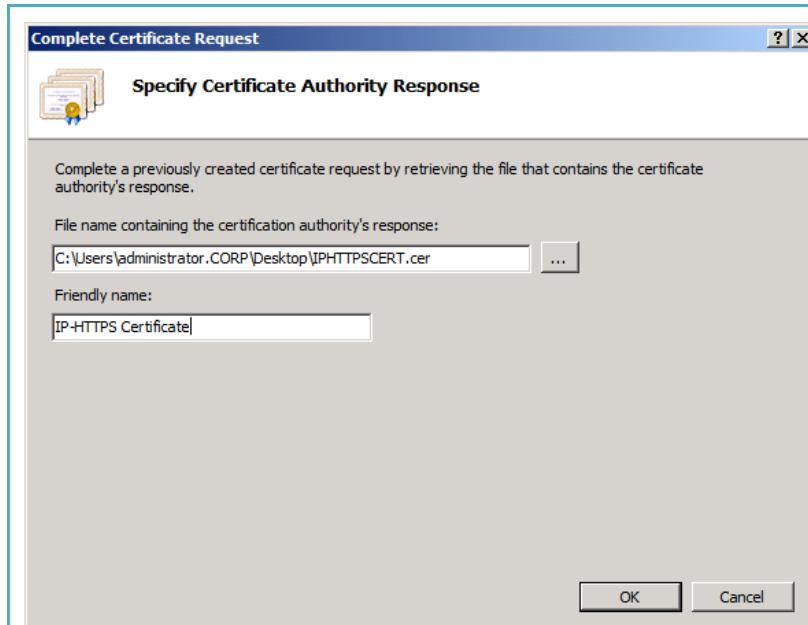 Complete Certificate Request
Specify Certificate Authority Response
Complete a previously created certificate request by retrieving the file that contains the certificate
authority's response.
File name containing the certification authority's response:
C:\Users\administrator.CORP\Desktop\IPHTTPSCERT.cer
...
Friendly name:
IP-HTTPS Certificate
OK Cancel